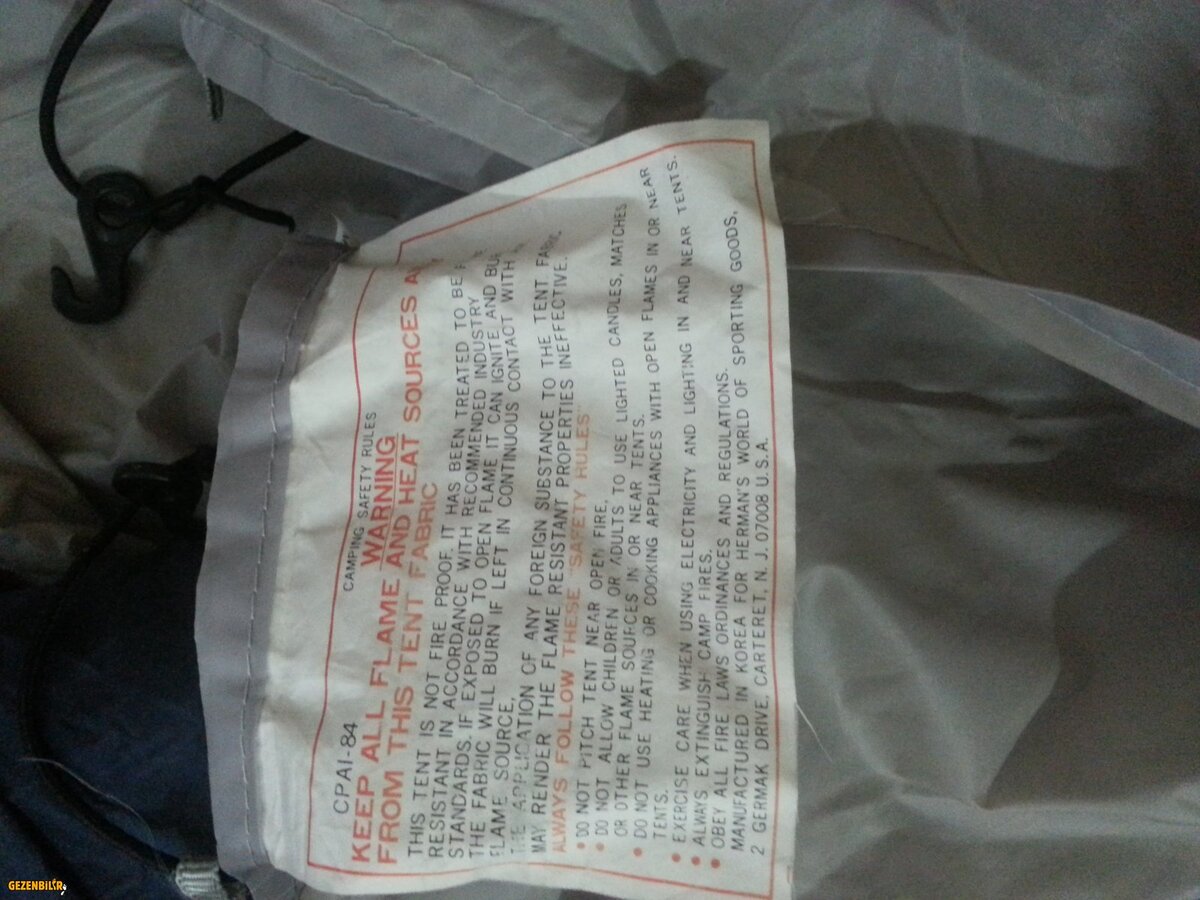 CPAI-84
CAMPING SAFETY RULES
WARNING
KEEP ALL FLAME AND HEAT SOURCES
FROM THIS TENT FABRIC
THIS TENT IS NOT FIRE PROOF. IT HAS BEEN TREATED TO BE
RESISTANT IN ACCORDANCE WITH RECOMMENDED INDUSTRY
STANDARDS. IF EXPOSED TO OPEN FLAME IT CAN IGNITE AND
THE FABRIC WILL BURN IF LEFT IN CONTINUOUS CONTACT WITH
FLAME SOURCE.
THE APPLICATION OF ANY FOREIGN SUBSTANCE TO THE TENT FABRIC
MAY RENDER THE FLAME RESISTANT PROPERTIES INEFFECTIVE.
ALWAYS FOLLOW THESE "SAFETY RULES"
• DO NOT PITCH TENT NEAR OPEN FIRE.
• DO NOT ALLOW CHILDREN OR ADULTS TO USE LIGHTED CANDLES, MATCHES
OR OTHER FLAME SOURCES IN OR NEAR TENTS.
• DO NOT USE HEATING OR COOKING APPLIANCES WITH OPEN FLAMES IN OR NEAR
TENTS.
• EXERCISE CARE WHEN USING ELECTRICITY AND LIGHTING IN AND NEAR TENTS.
• ALWAYS EXTINGUISH CAMP FIRES.
• OBEY ALL FIRE LAWS ORDINANCES AND REGULATIONS.
MANUFACTURED IN KOREA FOR HERMAN'S WORLD OF SPORTING GOODS,
2 GERMAK DRIVE, CARTERET, N. J. 07008 U.S.A.
GEZENBILIR